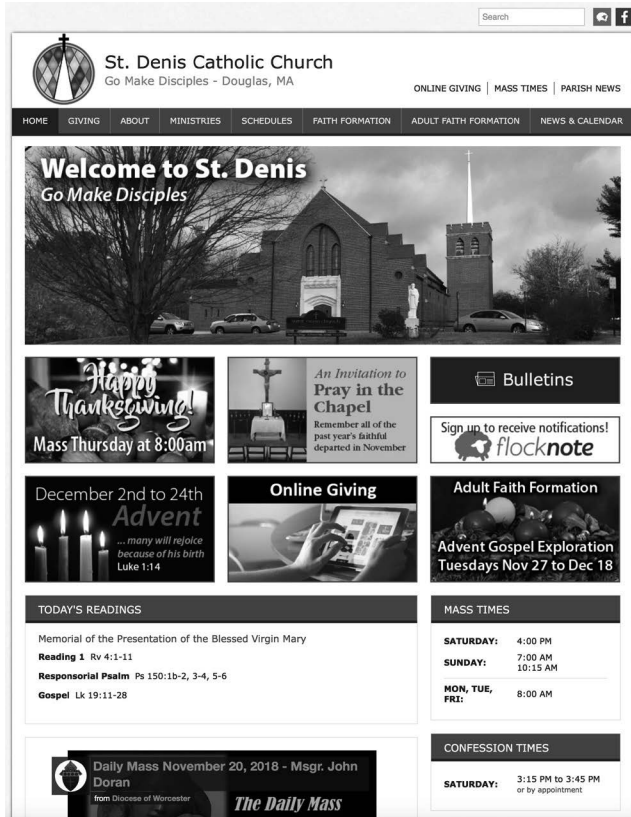 Search
St. Denis Catholic Church
Go Make Disciples - Douglas, MA
ONLINE GIVING | MASS TIMES | PARISH NEWS
HOME GIVING ABOUT MINISTRIES SCHEDULES FAITH FORMATION ADULT FAITH FORMATION NEWS & CALENDAR
Welcome to St. Denis
Go Make Disciples
Happy
Thanksgiving!
Mass Thursday at 8:00am
An Invitation to
Pray in the
Chapel
Remember all of the
past year's faithful
departed in November
Bulletins
Sign up to receive notifications!
flocknote
December 2nd to 24th
Advent
... many will rejoice
because of his birth
Luke 1:14
Online Giving
Adult Faith Formation
Advent Gospel Exploration
Tuesdays Nov 27 to Dec 18
TODAY'S READINGS
Memorial of the Presentation of the Blessed Virgin Mary
Reading 1 Rv 4:1-11
Responsorial Psalm Ps 150:1b-2, 3-4, 5-6
Gospel Lk 19:11-28
MASS TIMES
SATURDAY: 4:00 PM
SUNDAY: 7:00 AM
10:15 AM
MON, TUE,
FRI: 8:00 AM
Daily Mass November 20, 2018 - Msgr. John
Doran
from Diocese of Worcester
The Daily Mass
CONFESSION TIMES
SATURDAY: 3:15 PM to 3:45 PM
or by appointment